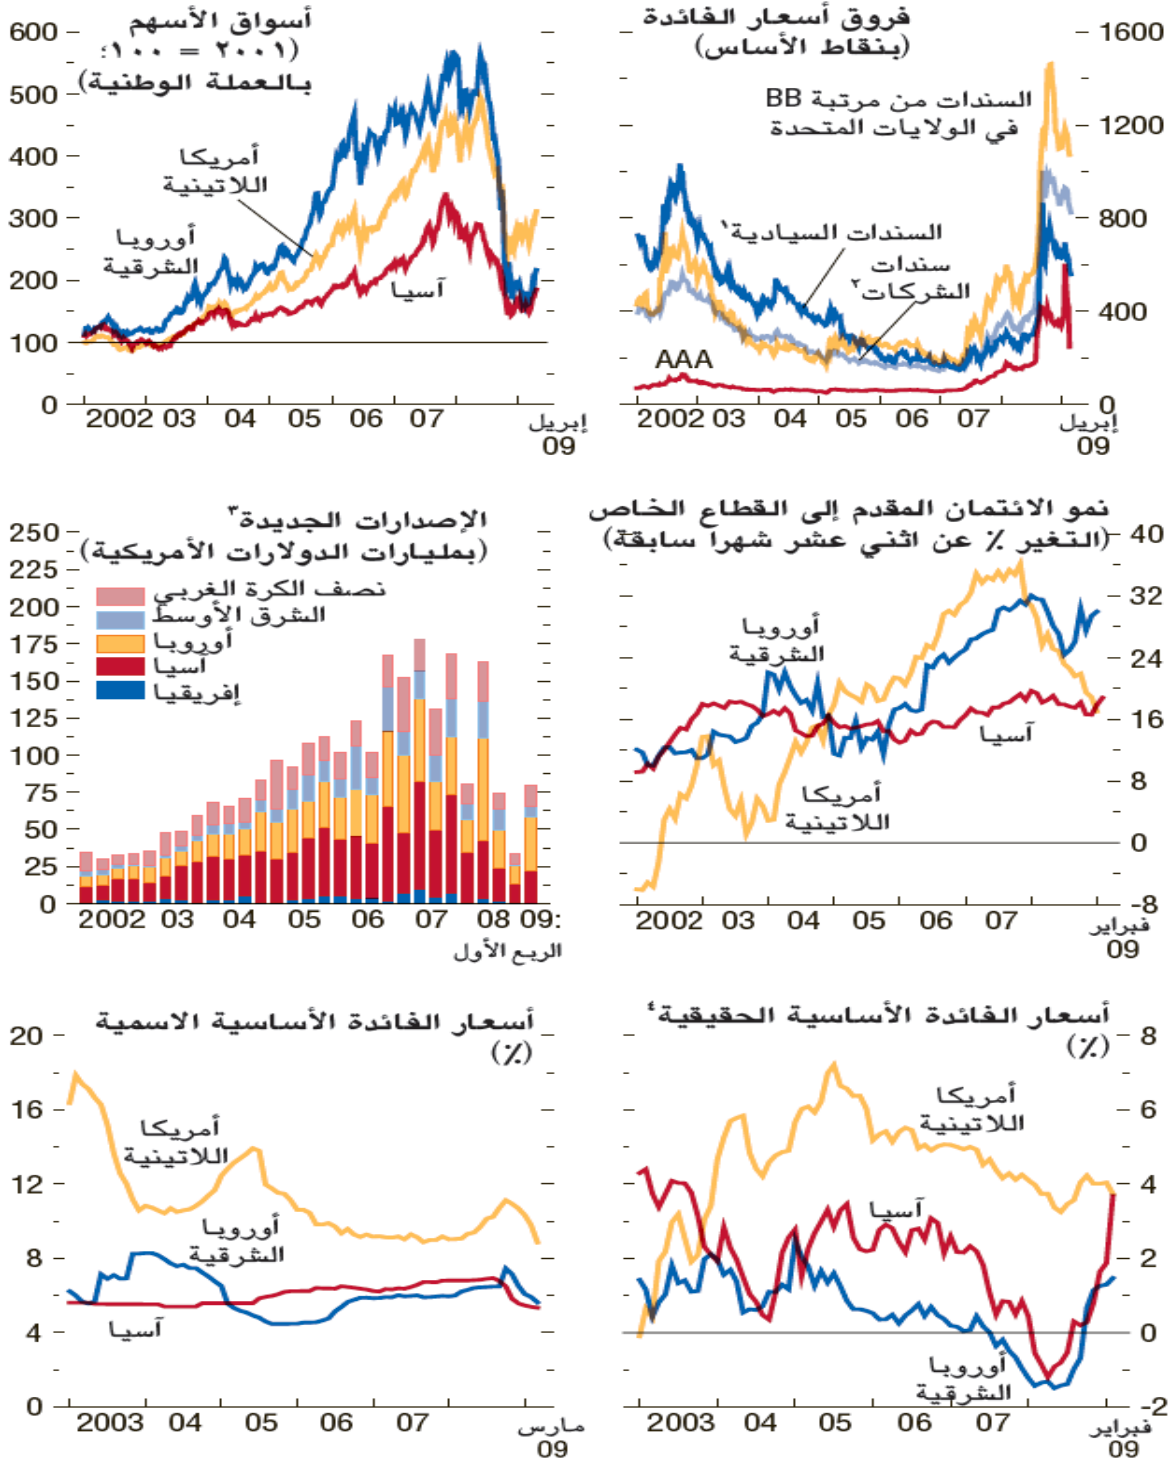 فروق أسعار الفائدة
(بنقاط الأساس)
1600
1200
800
400
0
السندات من مرتبة BB
في الولايات المتحدة
السندات السيادية¹
سندات
الشركات²
AAA
2002 03 04 05 06 07 إبريل
09
أسواق الأسهم
(٢٠٠١ = ١٠٠؛
بالعملة الوطنية)
600
500
400
300
200
100
0
أمريكا
اللاتينية
أوروبا
الشرقية
آسيا
2002 03 04 05 06 07 إبريل
09
نمو الائتمان المقدم إلى القطاع الخاص
(التغير ٪ عن اثني عشر شهرا سابقة)
40
32
24
16
8
0
-8
أوروبا
الشرقية
آسيا
أمريكا
اللاتينية
2002 03 04 05 06 07 فبراير
09
الإصدارات الجديدة³
(بمليارات الدولارات الأمريكية)
250
225
200
175
150
125
100
75
50
25
0
نصف الكرة الغربي
الشرق الأوسط
أوروبا
آسيا
إفريقيا
2002 03 04 05 06 07 08 09:
الربع الأول
أسعار الفائدة الأساسية الحقيقية⁴
(٪)
8
6
4
2
0
-2
أمريكا
اللاتينية
آسيا
أوروبا
الشرقية
2003 04 05 06 07 فبراير
09
أسعار الفائدة الأساسية الاسمية
(٪)
20
16
12
8
4
0
أمريكا
اللاتينية
أوروبا
الشرقية
آسيا
2003 04 05 06 07 مارس
09